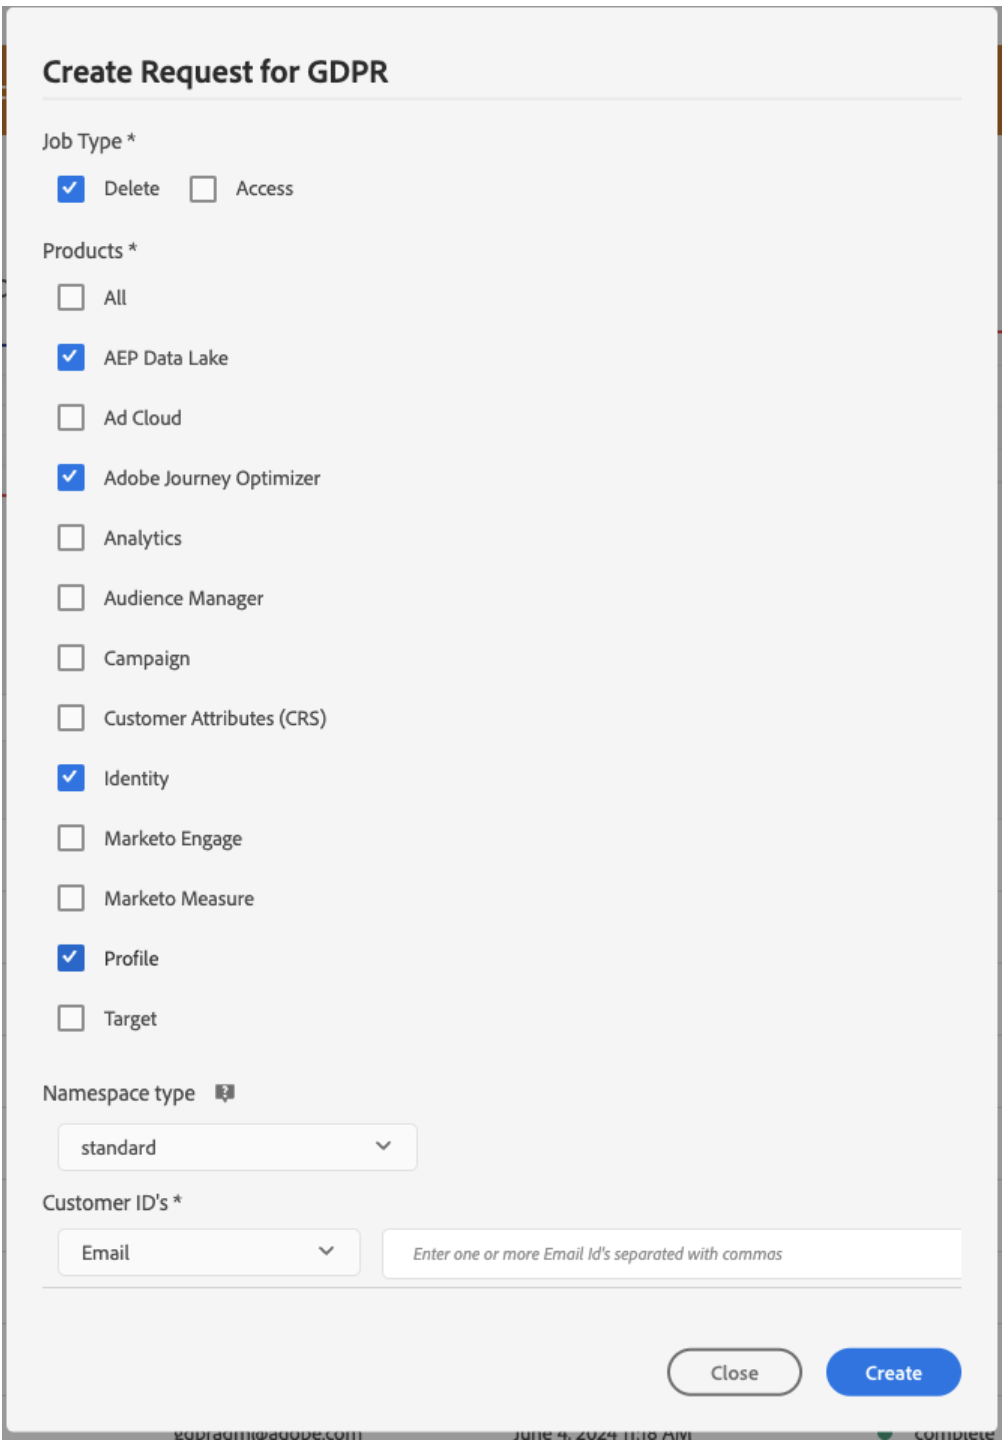 Create Request for GDPR
Job Type *
Delete Access
Products *
All
AEP Data Lake
Ad Cloud
Adobe Journey Optimizer
Analytics
Audience Manager
Campaign
Customer Attributes (CRS)
Identity
Marketo Engage
Marketo Measure
Profile
Target
Namespace type ?
standard
Customer ID's *
Email Enter one or more Email Id's separated with commas
Close Create
June 4, 2024 11:18 AM complete